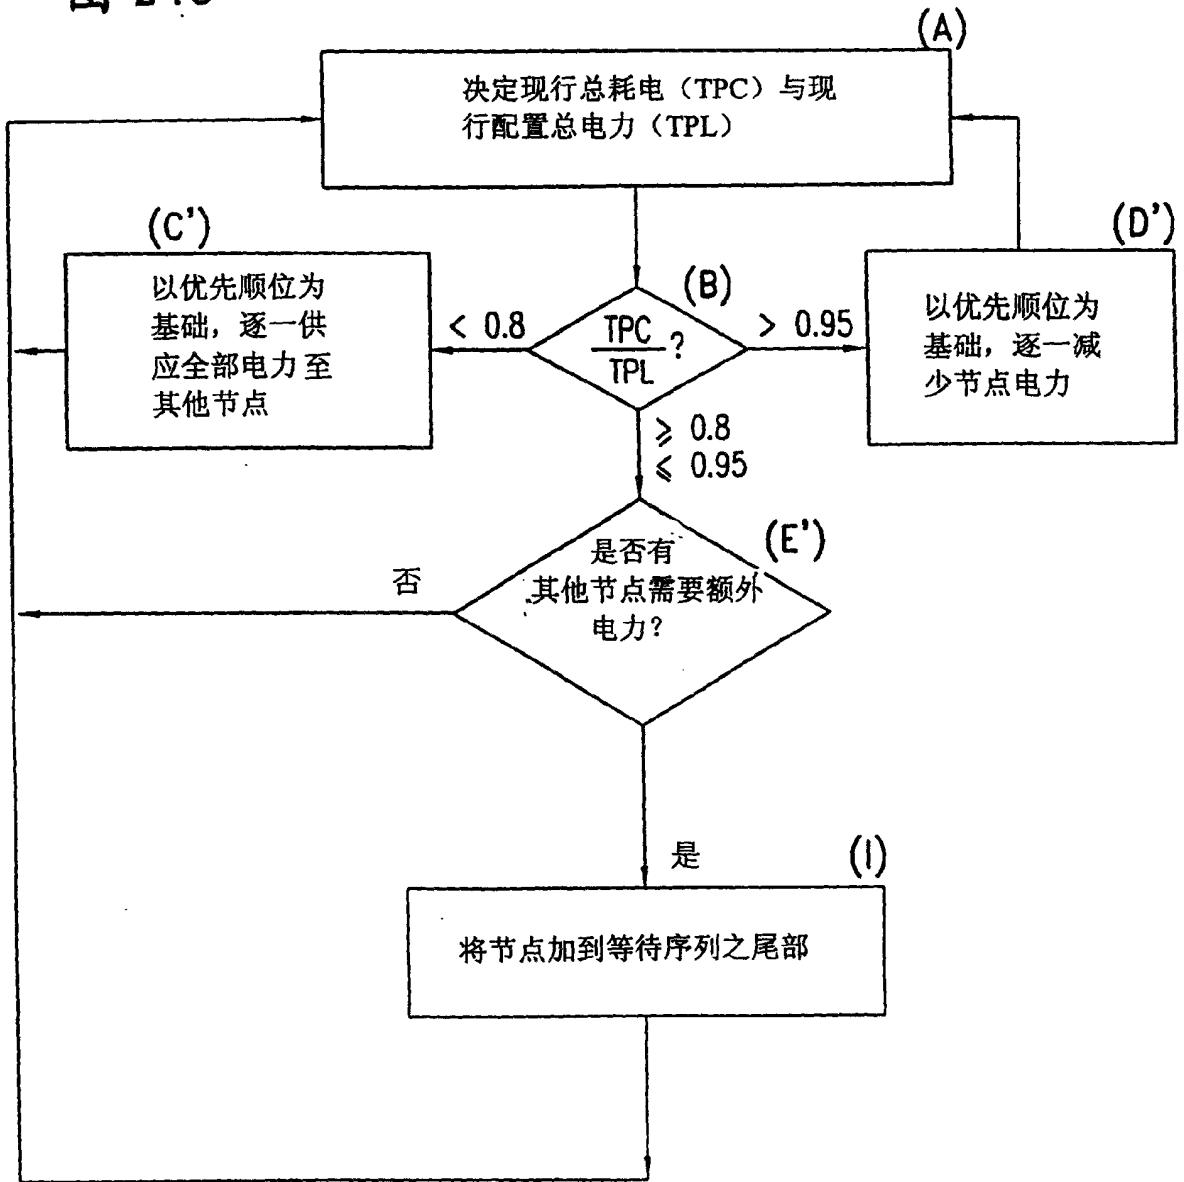 (A)
决定现行总耗电（TPC）与现
行配置总电力（TPL）
(C')
以优先顺位为
基础，逐一供
应全部电力至
其他节点
(D')
以优先顺位为
基础，逐一减
少节点电力
(B)
< 0.8
TPC
TPL
?
> 0.95
≥ 0.8
≤ 0.95
(E')
是否有
其他节点需要额外
电力?
否
是
(I)
将节点加到等待序列之尾部